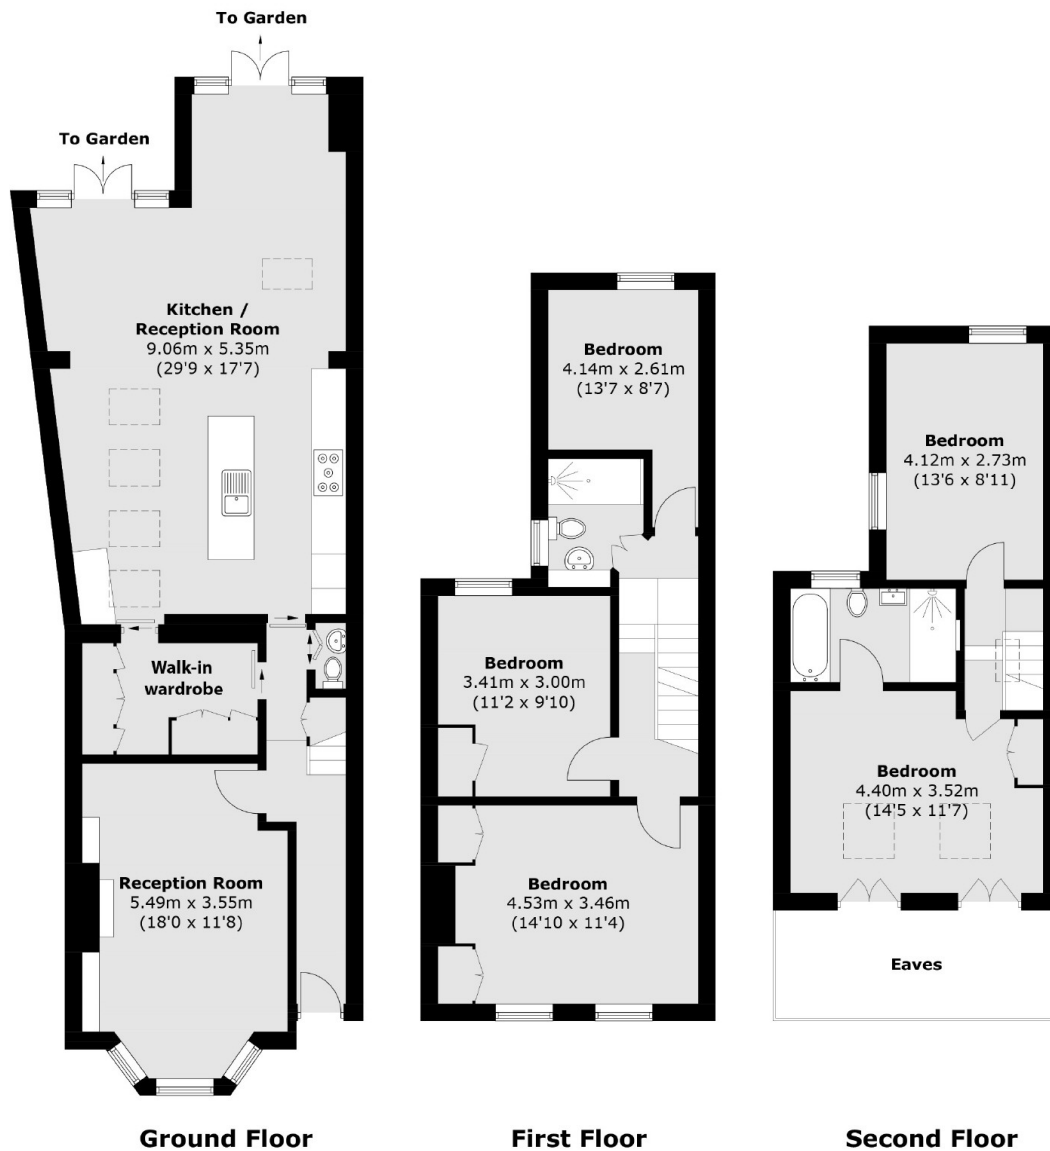 To Garden
To Garden
Kitchen /
Reception Room
9.06m x 5.35m
(29'9 x 17'7)
Walk-in
wardrobe
Reception Room
5.49m x 3.55m
(18'0 x 11'8)
Ground Floor
Bedroom
4.14m x 2.61m
(13'7 x 8'7)
Bedroom
3.41m x 3.00m
(11'2 x 9'10)
Bedroom
4.53m x 3.46m
(14'10 x 11'4)
First Floor
Bedroom
4.12m x 2.73m
(13'6 x 8'11)
Bedroom
4.40m x 3.52m
(14'5 x 11'7)
Eaves
Second Floor